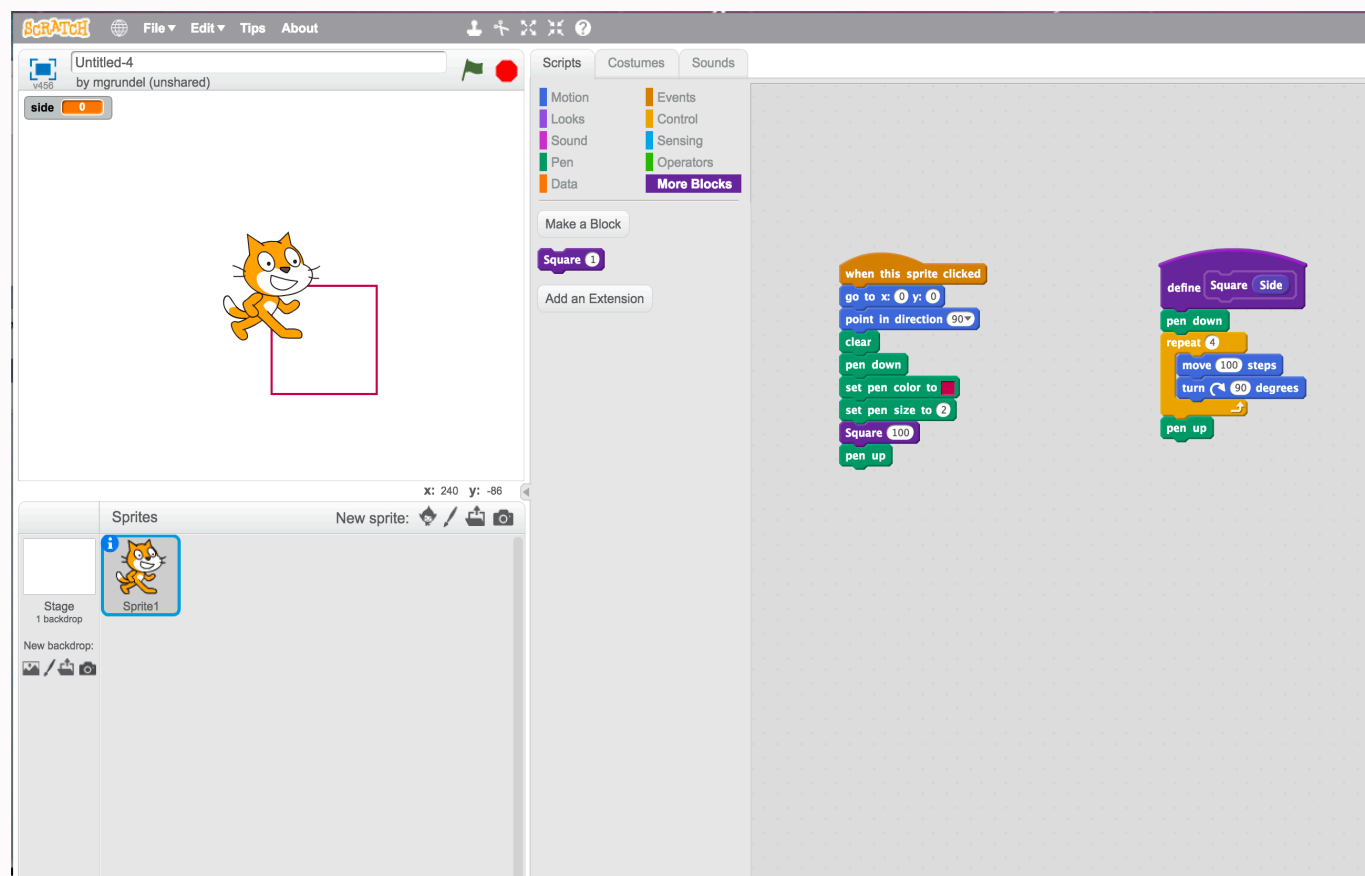 SCRATCH File▼ Edit▼ Tips About
v456 Untitled-4
by mgrundel (unshared)
side 0
x: 240 y: -86
Sprites New sprite:
Stage
1 backdrop
New backdrop:
Sprite1
Scripts Costumes Sounds
Motion Events
Looks Control
Sound Sensing
Pen Operators
Data More Blocks
Make a Block
Square 1
Add an Extension
when this sprite clicked
go to x: 0 y: 0
point in direction 90▼
clear
pen down
set pen color to
set pen size to 2
Square 100
pen up
define Square Side
pen down
repeat 4
move 100 steps
turn 90 degrees
pen up